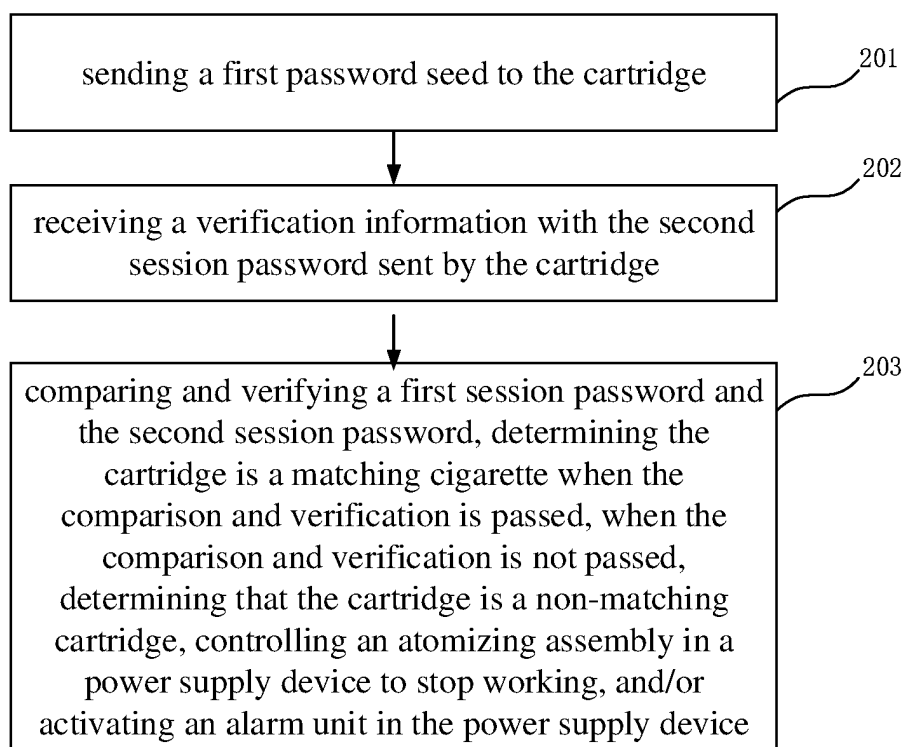 sending a first password seed to the cartridge
201
receiving a verification information with the second
session password sent by the cartridge
202
comparing and verifying a first session password and
the second session password, determining the
cartridge is a matching cigarette when the
comparison and verification is passed, when the
comparison and verification is not passed,
determining that the cartridge is a non-matching
cartridge, controlling an atomizing assembly in a
power supply device to stop working, and/or
activating an alarm unit in the power supply device
203